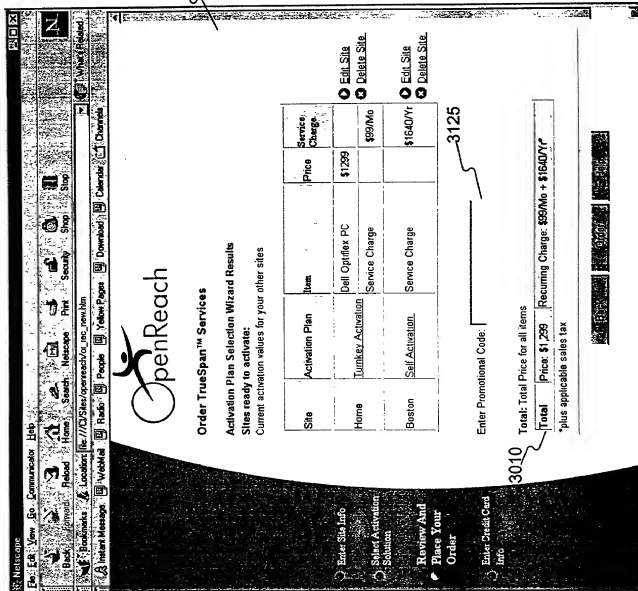 Netscape
File Edit View Go Communicator Help
Back Forward Reload Home Search Netscape Print Security Shop Stop
Bookmarks Location: file:///C|/Sites/openreach/or_rec_new.htm What's Related
Instant Message WebMail Radio People Yellow Pages Download Calendar Channels
OpenReach
Order TrueSpan™ Services
Activation Plan Selection Wizard Results
Sites ready to activate:
Current activation values for your other sites
Site Activation Plan Item Price Service Charge
Home Turnkey Activation Dell Optiflex PC $1299
Service Charge $99/Mo
Edit Site
Delete Site
Boston Self Activation Service Charge $1640/Yr
Edit Site
Delete Site
Enter Promotional Code:
3125
Total: Total Price for all items
Total Price: $1,299 Recurring Charge: $99/Mo + $1640/Yr*
*plus applicable sales tax
3010
Enter Site Info
Select Activation Solution
Review And Place Your Order
Enter Credit Card Info